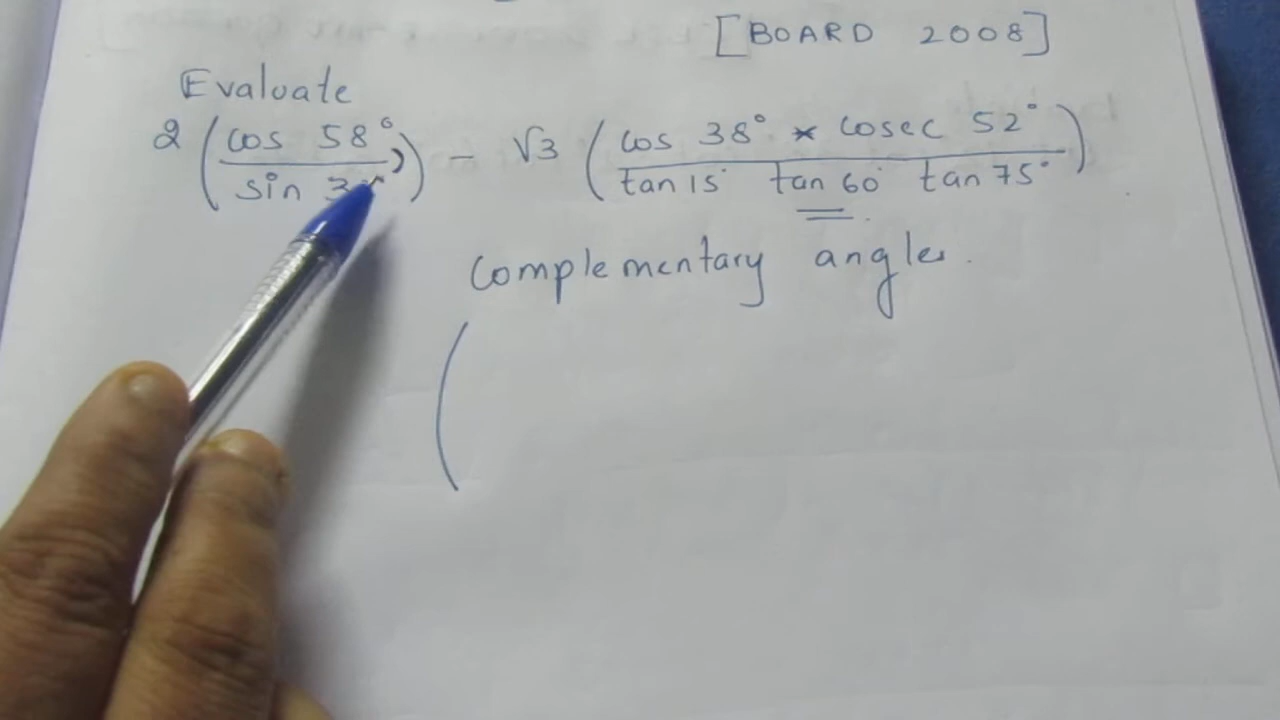 [BOARD 2008]
Evaluate
2 (cos 58° / sin 3) - √3 (cos 38° * cosec 52° / tan 15° tan 60 tan 75°)
complementary angles.
(